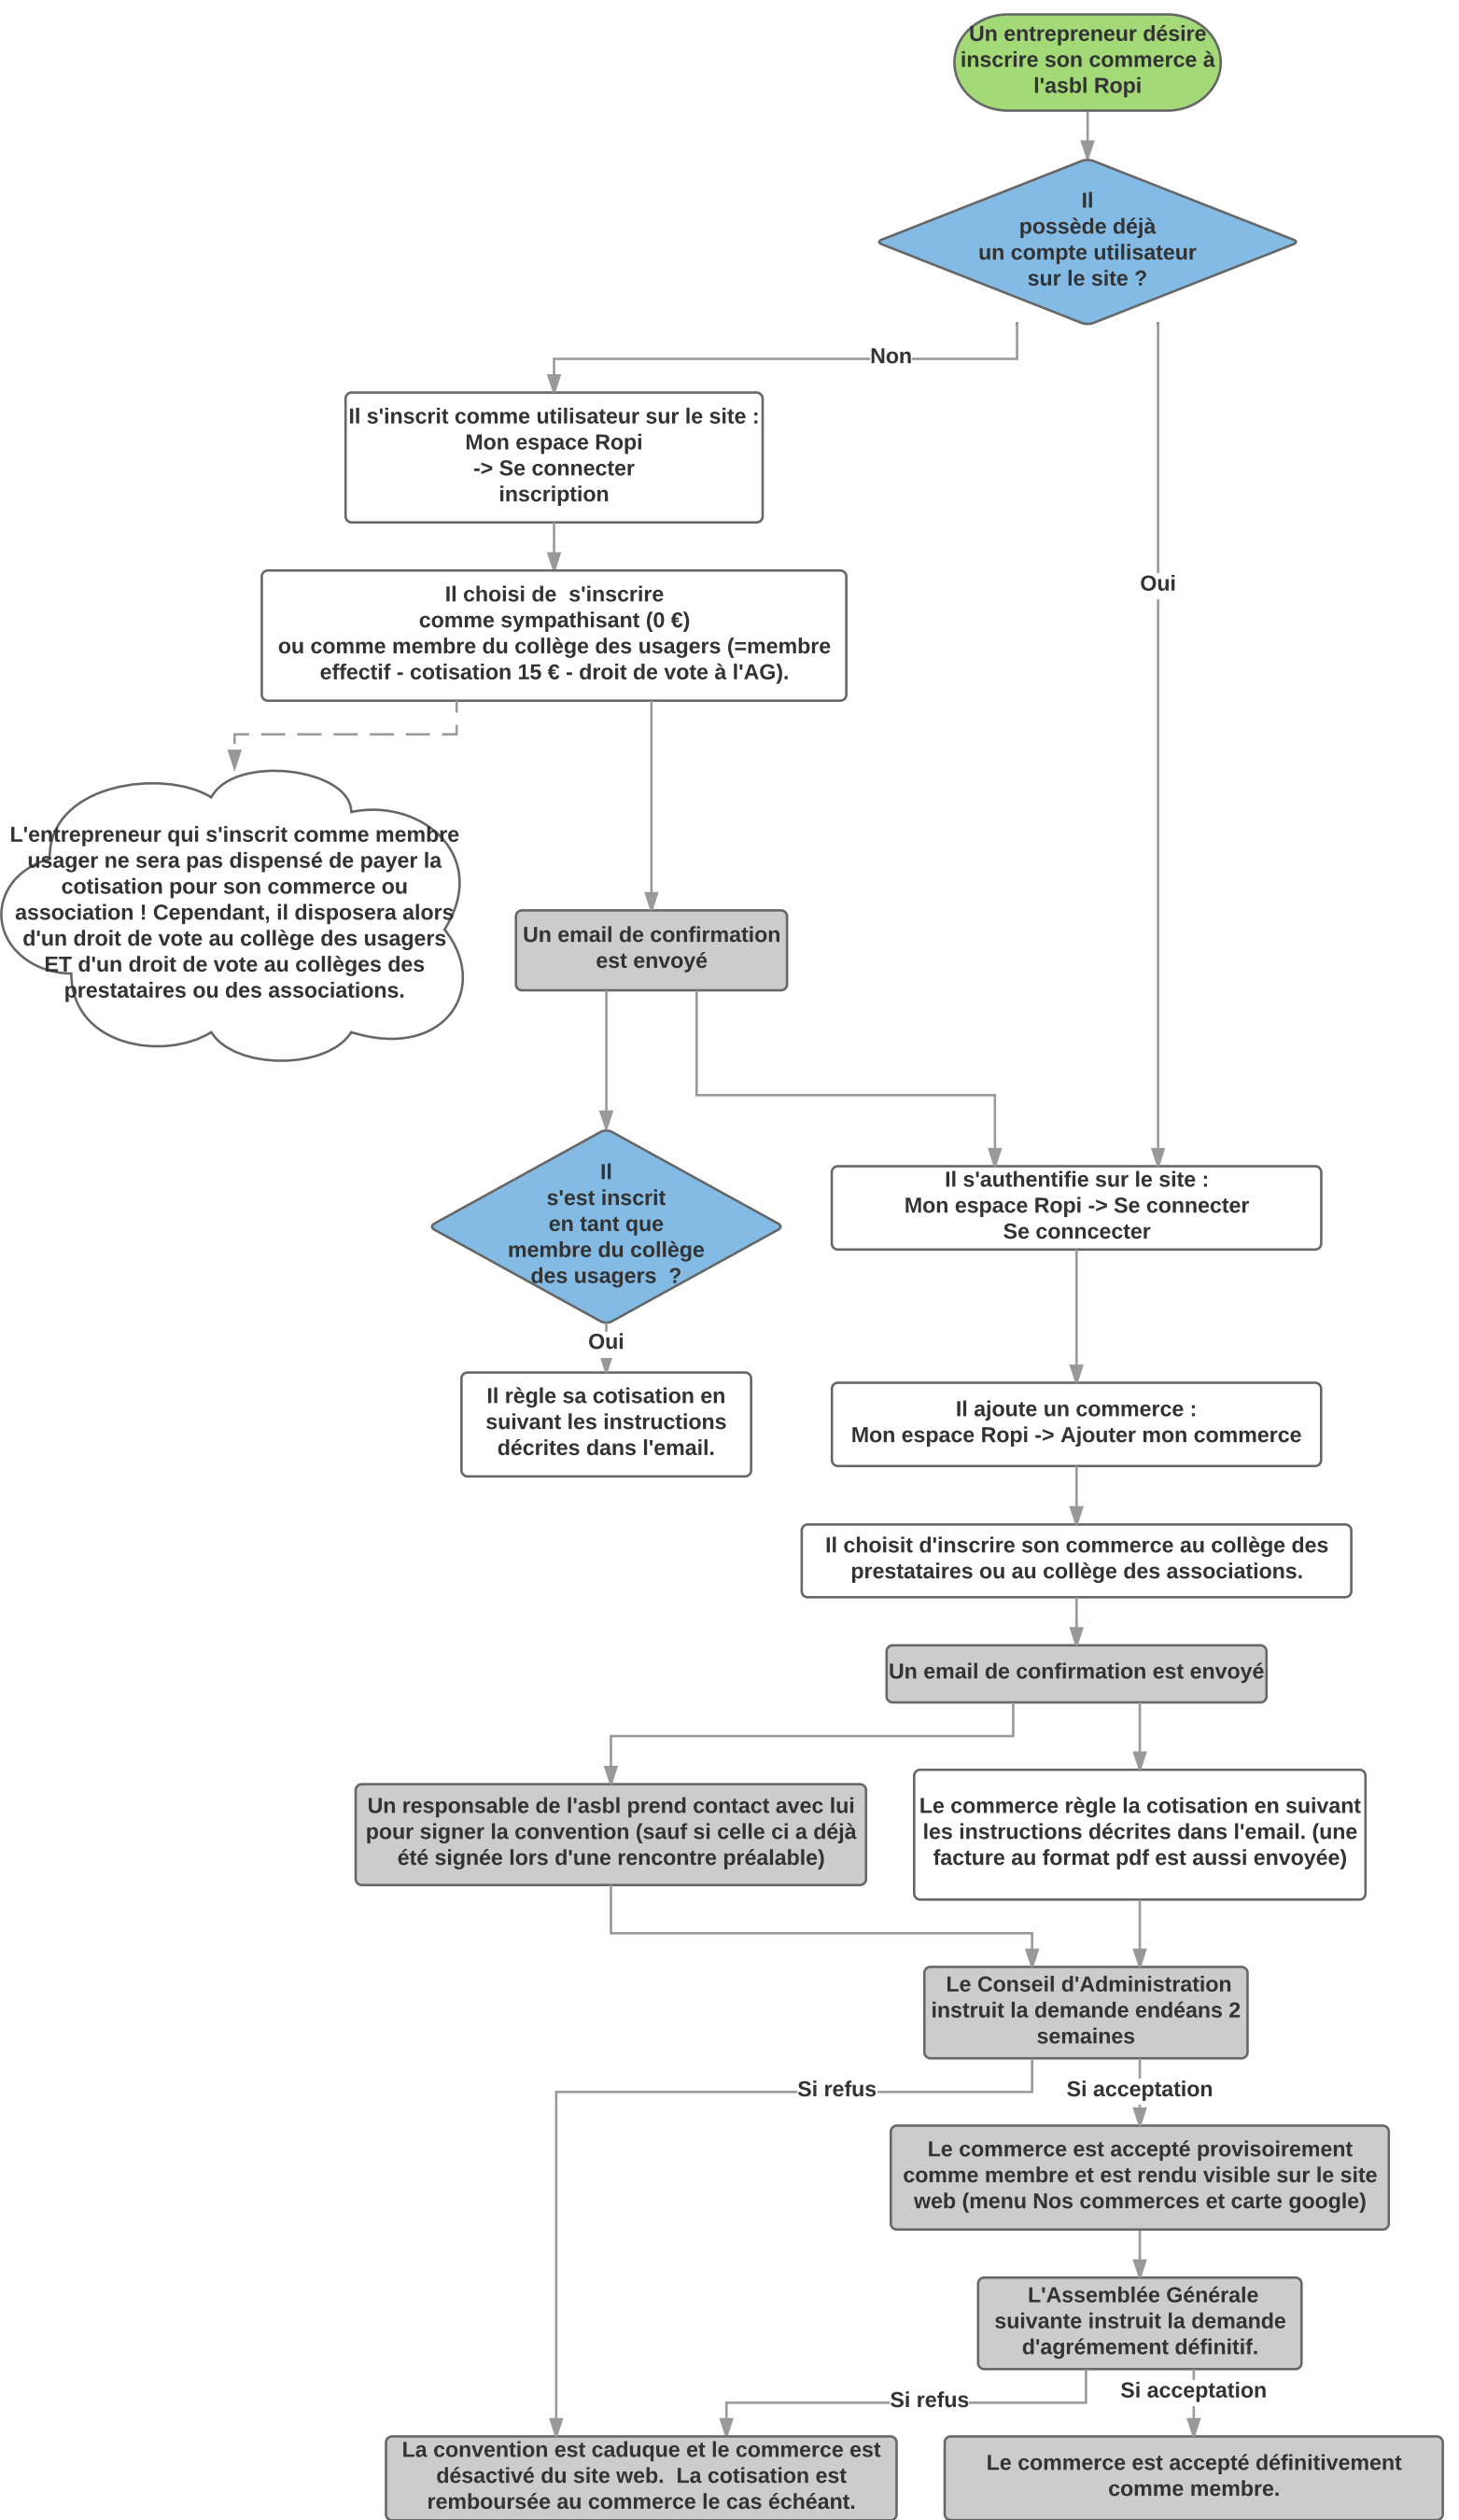 Un entrepreneur désire
inscrire son commerce à
l'asbl Ropi
Il
possède déjà
un compte utilisateur
sur le site ?
Non
Il s'inscrit comme utilisateur sur le site :
Mon espace Ropi
-> Se connecter
inscription
Oui
Il choisi de  s'inscrire
comme sympathisant (0 €)
ou comme membre du collège des usagers (=membre
effectif - cotisation 15 € - droit de vote à l'AG).
L'entrepreneur qui s'inscrit comme membre
usager ne sera pas dispensé de payer la
cotisation pour son commerce ou
association ! Cependant, il disposera alors
d'un droit de vote au collège des usagers
ET d'un droit de vote au collèges des
prestataires ou des associations.
Un email de confirmation
est envoyé
Il
s'est inscrit
en tant que
membre du collège
des usagers  ?
Oui
Il règle sa cotisation en
suivant les instructions
décrites dans l'email.
Il s'authentifie sur le site :
Mon espace Ropi -> Se connecter
Se conncecter
Il ajoute un commerce :
Mon espace Ropi -> Ajouter mon commerce
Il choisit d'inscrire son commerce au collège des
prestataires ou au collège des associations.
Un email de confirmation est envoyé
Un responsable de l'asbl prend contact avec lui
pour signer la convention (sauf si celle ci a déjà
été signée lors d'une rencontre préalable)
Le commerce règle la cotisation en suivant
les instructions décrites dans l'email. (une
facture au format pdf est aussi envoyée)
Le Conseil d'Administration
instruit la demande endéans 2
semaines
Si refus
Si acceptation
Le commerce est accepté provisoirement
comme membre et est rendu visible sur le site
web (menu Nos commerces et carte google)
L'Assemblée Générale
suivante instruit la demande
d'agrémement définitif.
Si refus
Si acceptation
La convention est caduque et le commerce est
désactivé du site web.  La cotisation est
remboursée au commerce le cas échéant.
Le commerce est accepté définitivement
comme membre.